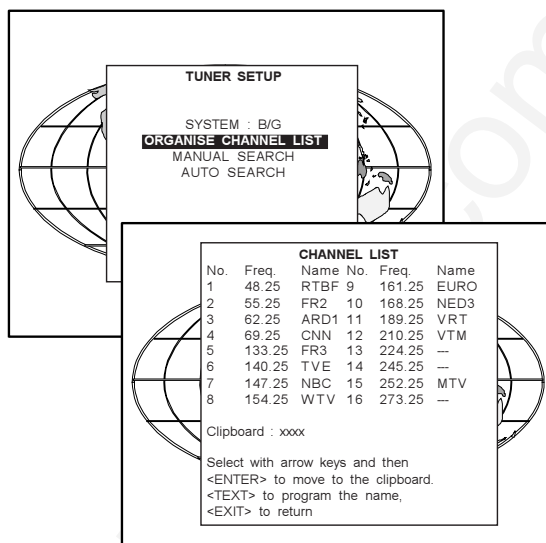 TUNER SETUP
SYSTEM : B/G
ORGANISE CHANNEL LIST
MANUAL SEARCH
AUTO SEARCH
CHANNEL LIST
No. Freq. Name No. Freq. Name
1 48.25 RTBF 9 161.25 EURO
2 55.25 FR2 10 168.25 NED3
3 62.25 ARD1 11 189.25 VRT
4 69.25 CNN 12 210.25 VTM
5 133.25 FR3 13 224.25 ---
6 140.25 TVE 14 245.25 ---
7 147.25 NBC 15 252.25 MTV
8 154.25 WTV 16 273.25 ---
Clipboard : xxxx
Select with arrow keys and then
<ENTER> to move to the clipboard.
<TEXT> to program the name,
<EXIT> to return